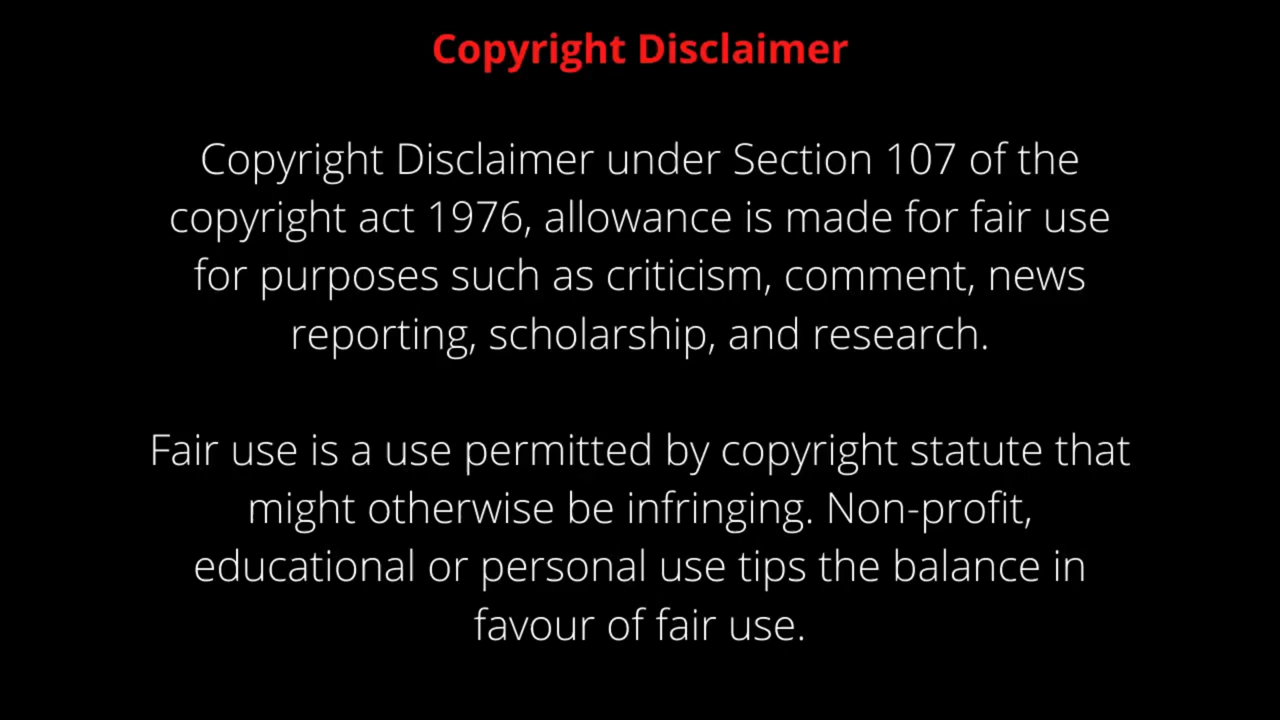 Copyright Disclaimer
Copyright Disclaimer under Section 107 of the
copyright act 1976, allowance is made for fair use
for purposes such as criticism, comment, news
reporting, scholarship, and research.
Fair use is a use permitted by copyright statute that
might otherwise be infringing. Non-profit,
educational or personal use tips the balance in
favour of fair use.